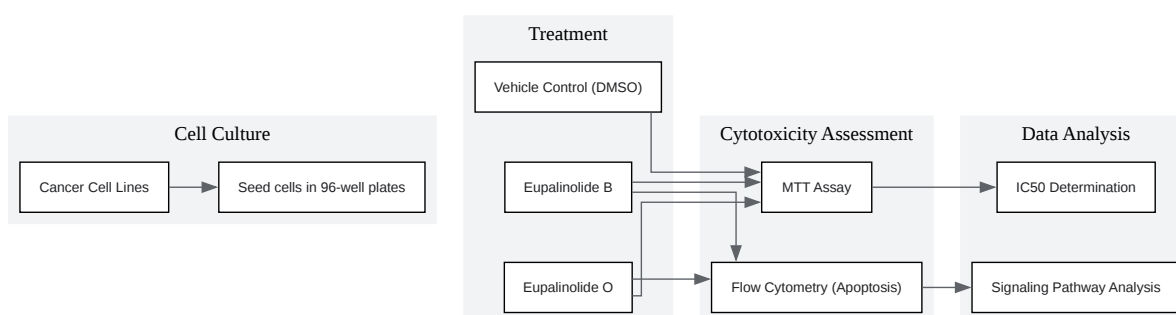 Cell Culture
Cancer Cell Lines
Seed cells in 96-well plates
Treatment
Vehicle Control (DMSO)
Eupalinolide B
Eupalinolide O
Cytotoxicity Assessment
MTT Assay
Flow Cytometry (Apoptosis)
Data Analysis
IC50 Determination
Signaling Pathway Analysis